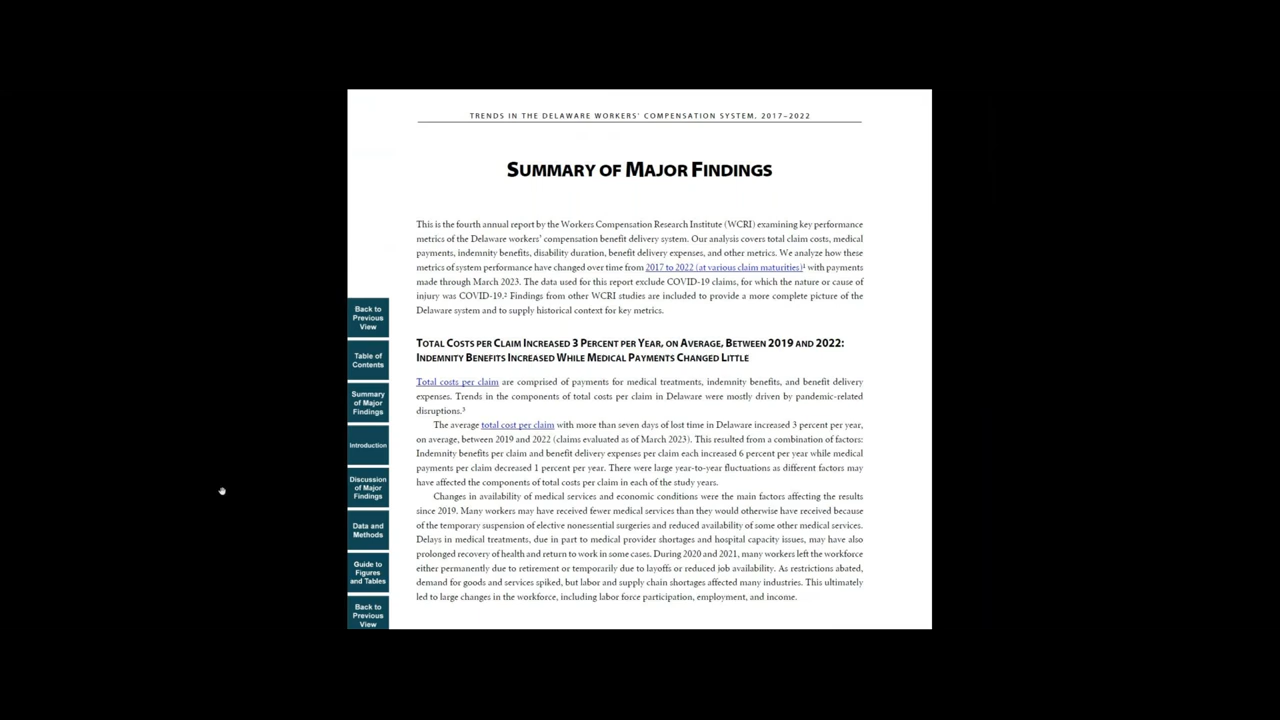 TRENDS IN THE DELAWARE WORKERS' COMPENSATION SYSTEM, 2017–2022
SUMMARY OF MAJOR FINDINGS
This is the fourth annual report by the Workers Compensation Research Institute (WCRI) examining key performance
metrics of the Delaware workers' compensation benefit delivery system. Our analysis covers total claim costs, medical
payments, indemnity benefits, disability duration, benefit delivery expenses, and other metrics. We analyze how these
metrics of system performance have changed over time from 2017 to 2022 (at various claim maturities)¹ with payments
made through March 2023. The data used for this report exclude COVID-19 claims, for which the nature or cause of
injury was COVID-19.² Findings from other WCRI studies are included to provide a more complete picture of the
Delaware system and to supply historical context for key metrics.
TOTAL COSTS PER CLAIM INCREASED 3 PERCENT PER YEAR, ON AVERAGE, BETWEEN 2019 AND 2022:
INDEMNITY BENEFITS INCREASED WHILE MEDICAL PAYMENTS CHANGED LITTLE
Total costs per claim are comprised of payments for medical treatments, indemnity benefits, and benefit delivery
expenses. Trends in the components of total costs per claim in Delaware were mostly driven by pandemic-related
disruptions.³
The average total cost per claim with more than seven days of lost time in Delaware increased 3 percent per year,
on average, between 2019 and 2022 (claims evaluated as of March 2023). This resulted from a combination of factors:
Indemnity benefits per claim and benefit delivery expenses per claim each increased 6 percent per year while medical
payments per claim decreased 1 percent per year. There were large year-to-year fluctuations as different factors may
have affected the components of total costs per claim in each of the study years.
Changes in availability of medical services and economic conditions were the main factors affecting the results
since 2019. Many workers may have received fewer medical services than they would otherwise have received because
of the temporary suspension of elective nonessential surgeries and reduced availability of some other medical services.
Delays in medical treatments, due in part to medical provider shortages and hospital capacity issues, may have also
prolonged recovery of health and return to work in some cases. During 2020 and 2021, many workers left the workforce
either permanently due to retirement or temporarily due to layoffs or reduced job availability. As restrictions abated,
demand for goods and services spiked, but labor and supply chain shortages affected many industries. This ultimately
led to large changes in the workforce, including labor force participation, employment, and income.
Back to
Previous
View
Table of
Contents
Summary
of Major
Findings
Introduction
Discussion
of Major
Findings
Data and
Methods
Guide to
Figures
and Tables
Back to
Previous
View